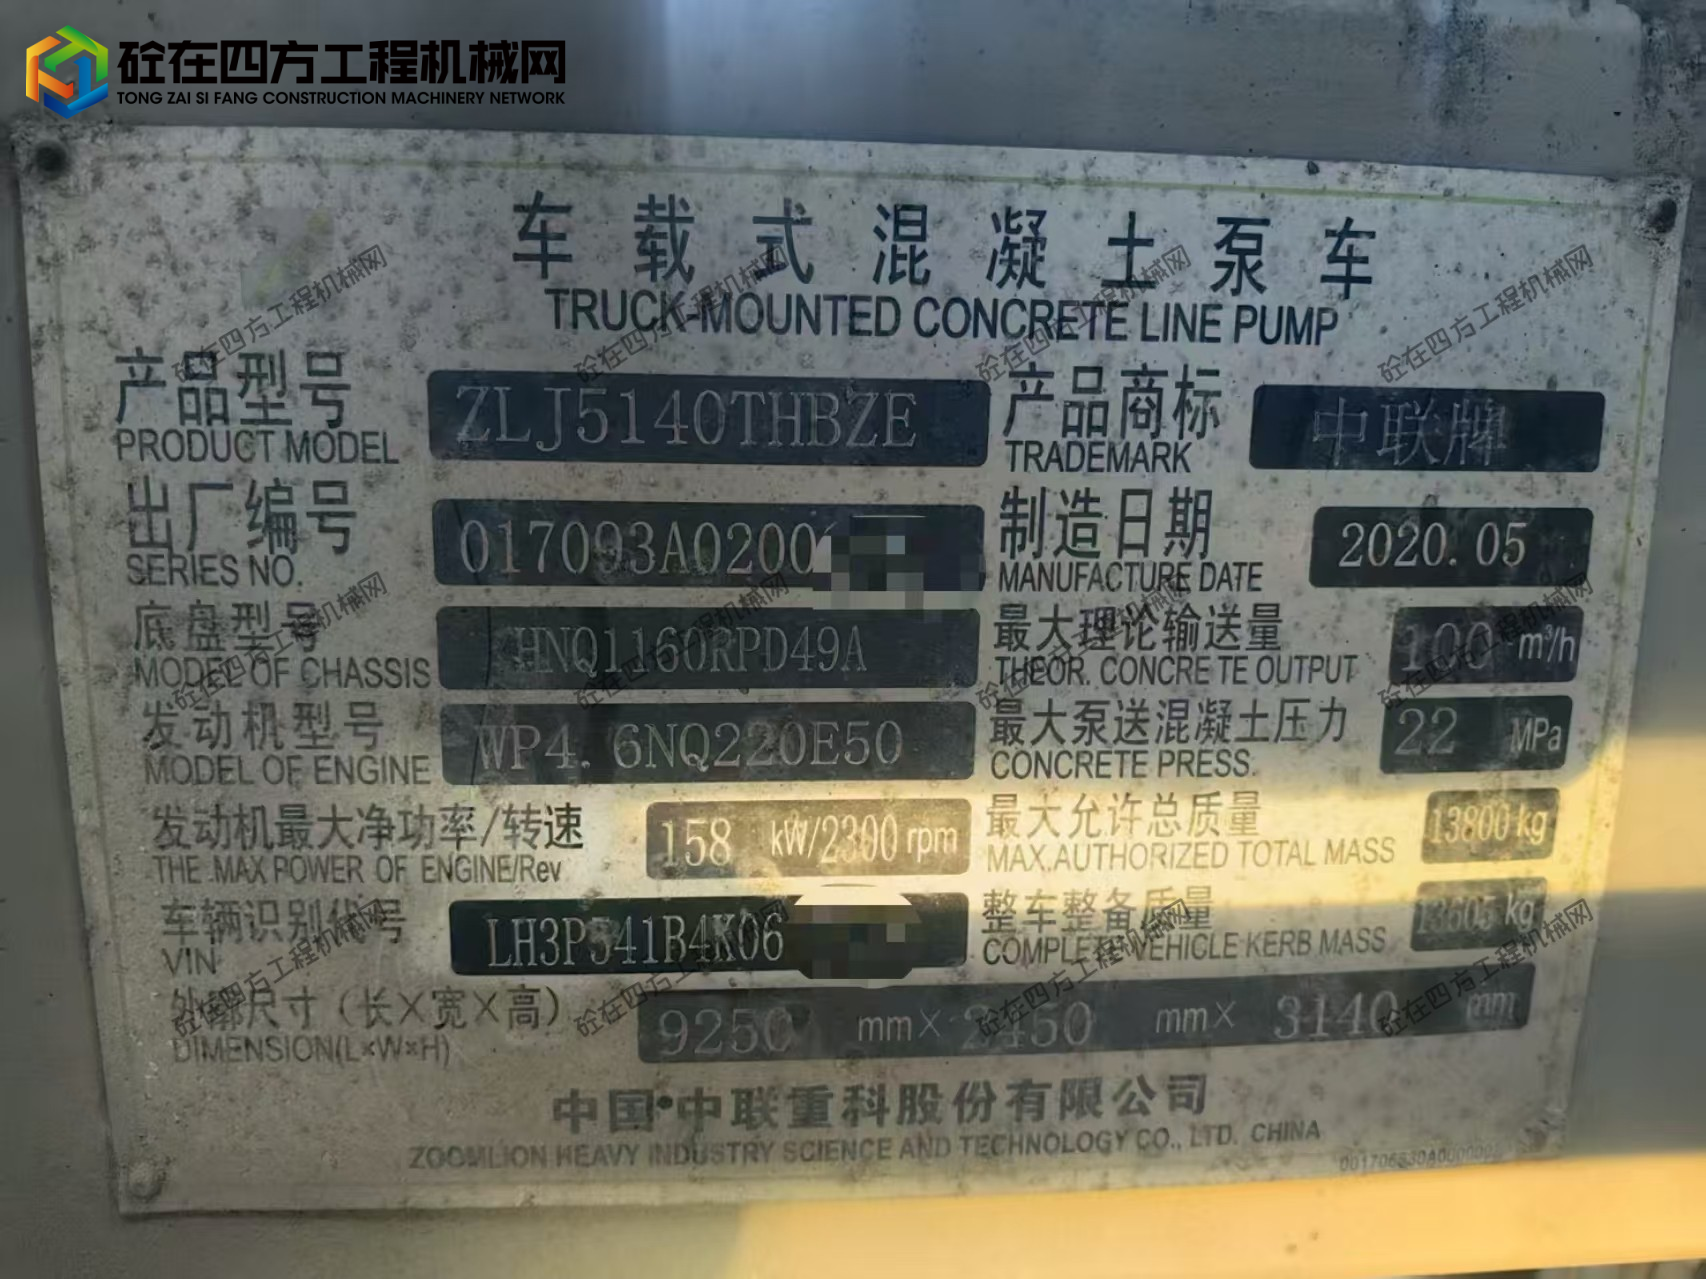 砼在四方工程机械网
TONG ZAI SI FANG CONSTRUCTION MACHINERY NETWORK
车载式混凝土泵车
TRUCK-MOUNTED CONCRETE LINE PUMP
产品型号 ZLJ5140THBZE 产品商标 中联牌
PRODUCT MODEL TRADEMARK
出厂编号 017093A0200 制造日期 2020.05
SERIES NO. MANUFACTURE DATE
底盘型号 HNQ1160RPD49A 最大理论输送量 100 m³/h
MODEL OF CHASSIS THEOR. CONCRETE OUTPUT
发动机型号 WP4.6NQ220E50 最大泵送混凝土压力 22 MPa
MODEL OF ENGINE CONCRETE PRESS.
发动机最大净功率/转速 158 kW/2300 rpm 最大允许总质量 13800 kg
THE MAX POWER OF ENGINE/Rev MAX.AUTHORIZED TOTAL MASS
车辆识别代号 LH3P541B4K06 整车整备质量 13605 kg
VIN COMPLETE VEHICLE KERB MASS
外廓尺寸(长×宽×高) 9250 mm× 2450 mm× 3140 mm
DIMENSION(L×W×H)
中国·中联重科股份有限公司
ZOOMLION HEAVY INDUSTRY SCIENCE AND TECHNOLOGY CO., LTD. CHINA